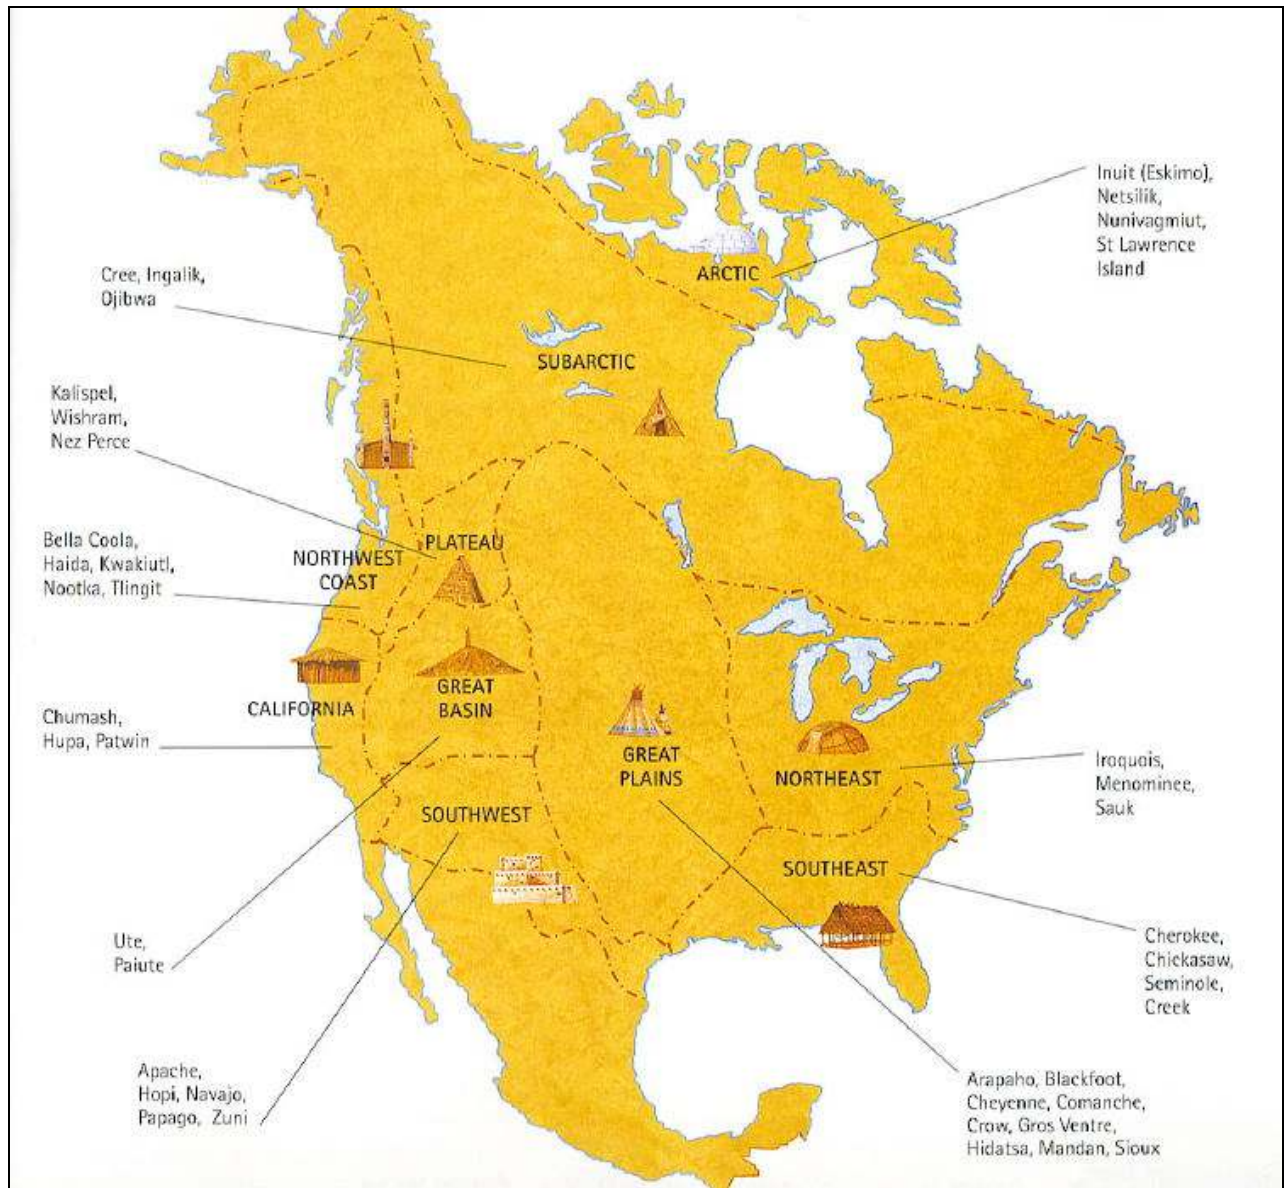 Inuit (Eskimo),
Netsilik,
Nunivagmiut,
St Lawrence
Island
ARCTIC
Cree, Ingalik,
Ojibwa
SUBARCTIC
Kalispel,
Wishram,
Nez Perce
PLATEAU
Bella Coola,
Haida, Kwakiutl,
Nootka, Tlingit
NORTHWEST
COAST
GREAT
BASIN
CALIFORNIA
Chumash,
Hupa, Patwin
GREAT
PLAINS
NORTHEAST
Iroquois,
Menominee,
Sauk
SOUTHWEST
SOUTHEAST
Ute,
Paiute
Cherokee,
Chickasaw,
Seminole,
Creek
Apache,
Hopi, Navajo,
Papago, Zuni
Arapaho, Blackfoot,
Cheyenne, Comanche,
Crow, Gros Ventre,
Hidatsa, Mandan, Sioux